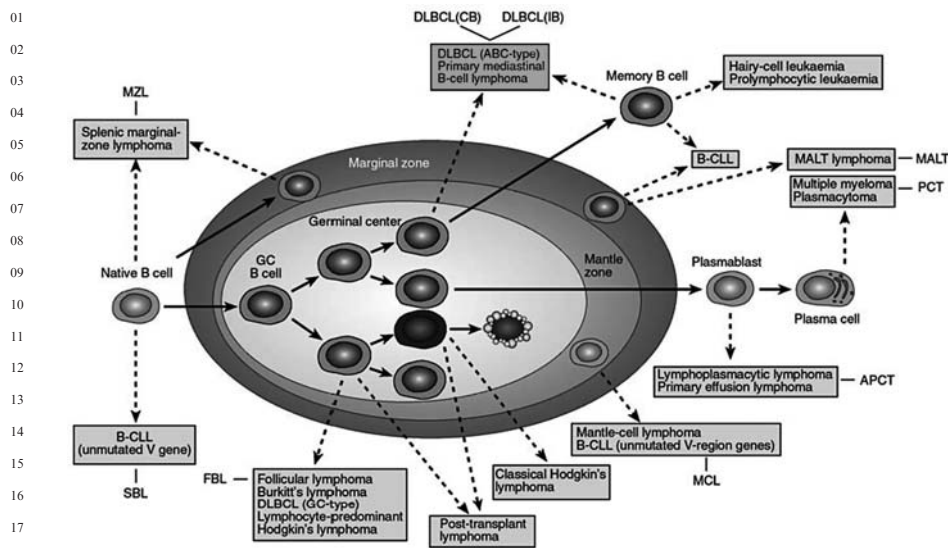 01
02
03
04
05
06
07
08
09
10
11
12
13
14
15
16
17
DLBCL(CB) DLBCL(IB)
DLBCL (ABC-type)
Primary mediastinal
B-cell lymphoma
Memory B cell
Hairy-cell leukaemia
Prolymphocytic leukaemia
MZL
Splenic marginal-
zone lymphoma
B-CLL
MALT lymphoma
MALT
Multiple myeloma
Plasmacytoma
PCT
Marginal zone
Germinal center
GC
B cell
Mantle
zone
Native B cell
Plasmablast
Plasma cell
Lymphoplasmacytic lymphoma
Primary effusion lymphoma
APCT
B-CLL
(unmutated V gene)
SBL
FBL
Follicular lymphoma
Burkitt's lymphoma
DLBCL (GC-type)
Lymphocyte-predominant
Hodgkin's lymphoma
Post-transplant
lymphoma
Classical Hodgkin's
lymphoma
Mantle-cell lymphoma
B-CLL (unmutated V-region genes)
MCL